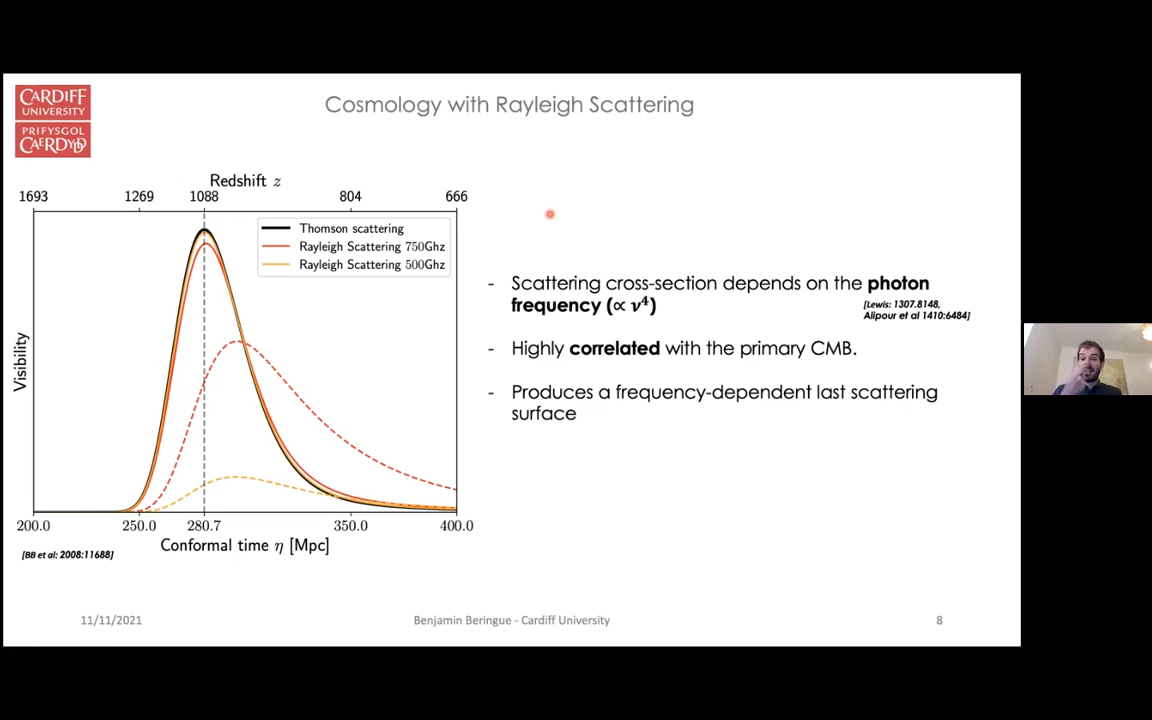 CARDIFF
UNIVERSITY
PRIFYSGOL
CAERDYDD
Cosmology with Rayleigh Scattering
Redshift z
1693 1269 1088 804 666
Thomson scattering
Rayleigh Scattering 750Ghz
Rayleigh Scattering 500Ghz
Visibility
200.0 250.0 280.7 350.0 400.0
Conformal time η [Mpc]
[BB et al: 2008:11688]
- Scattering cross-section depends on the photon
frequency (∝ ν⁴)
[Lewis: 1307.8148,
Alipour et al 1410:6484]
- Highly correlated with the primary CMB.
- Produces a frequency-dependent last scattering
surface
11/11/2021
Benjamin Beringue - Cardiff University
8